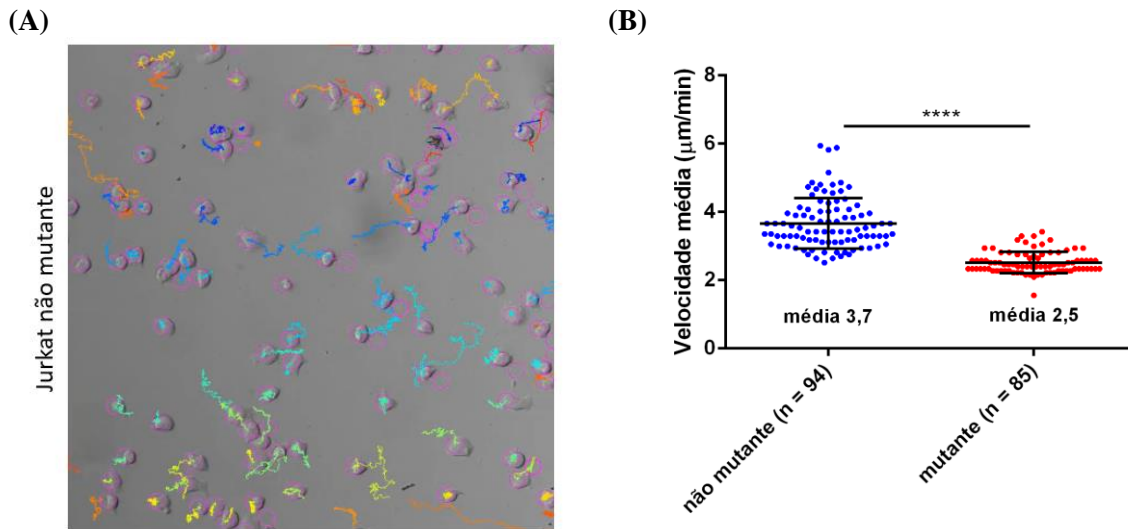 (A)
Jurkat não mutante
(B)
Velocidade média (μm/min)
8
6
4
2
0
****
média 3,7
média 2,5
não mutante (n = 94)
mutante (n = 85)